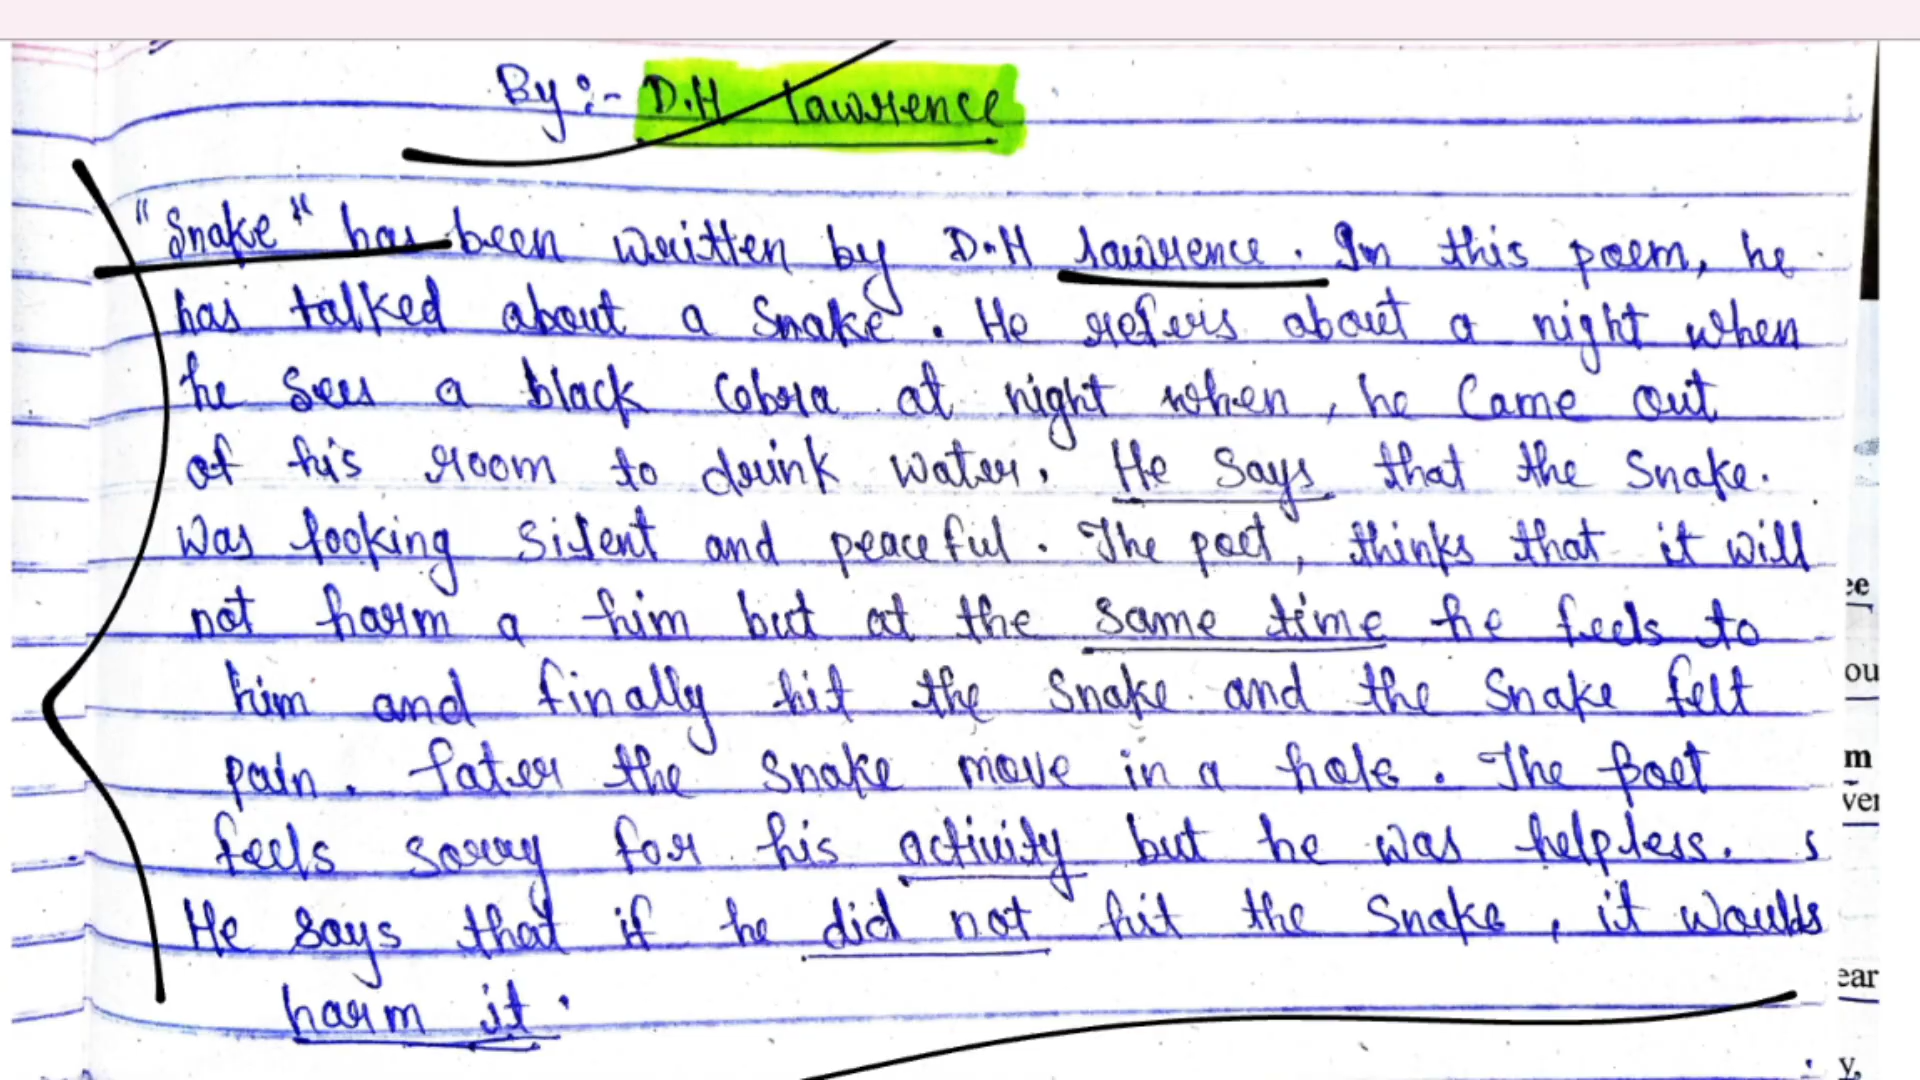 By :- D.H lawrence
"Snake" has been written by D.H lawrence. In this poem, he
has talked about a Snake. He refers about a night when
he sees a black Cobra at night when, he Came out
of his room to drink water. He Says that the Snake.
was looking Silent and peaceful. The poet, thinks that it will
not harm a him but at the same time he feels to
him and finally hit the Snake and the Snake felt
pain. later the Snake move in a hole. The Poet
feels sorry for his activity but he was helpless. s
He Says that if he did not hit the Snake, it woulds
harm it.
ee
ou
m
ver
ear
y,